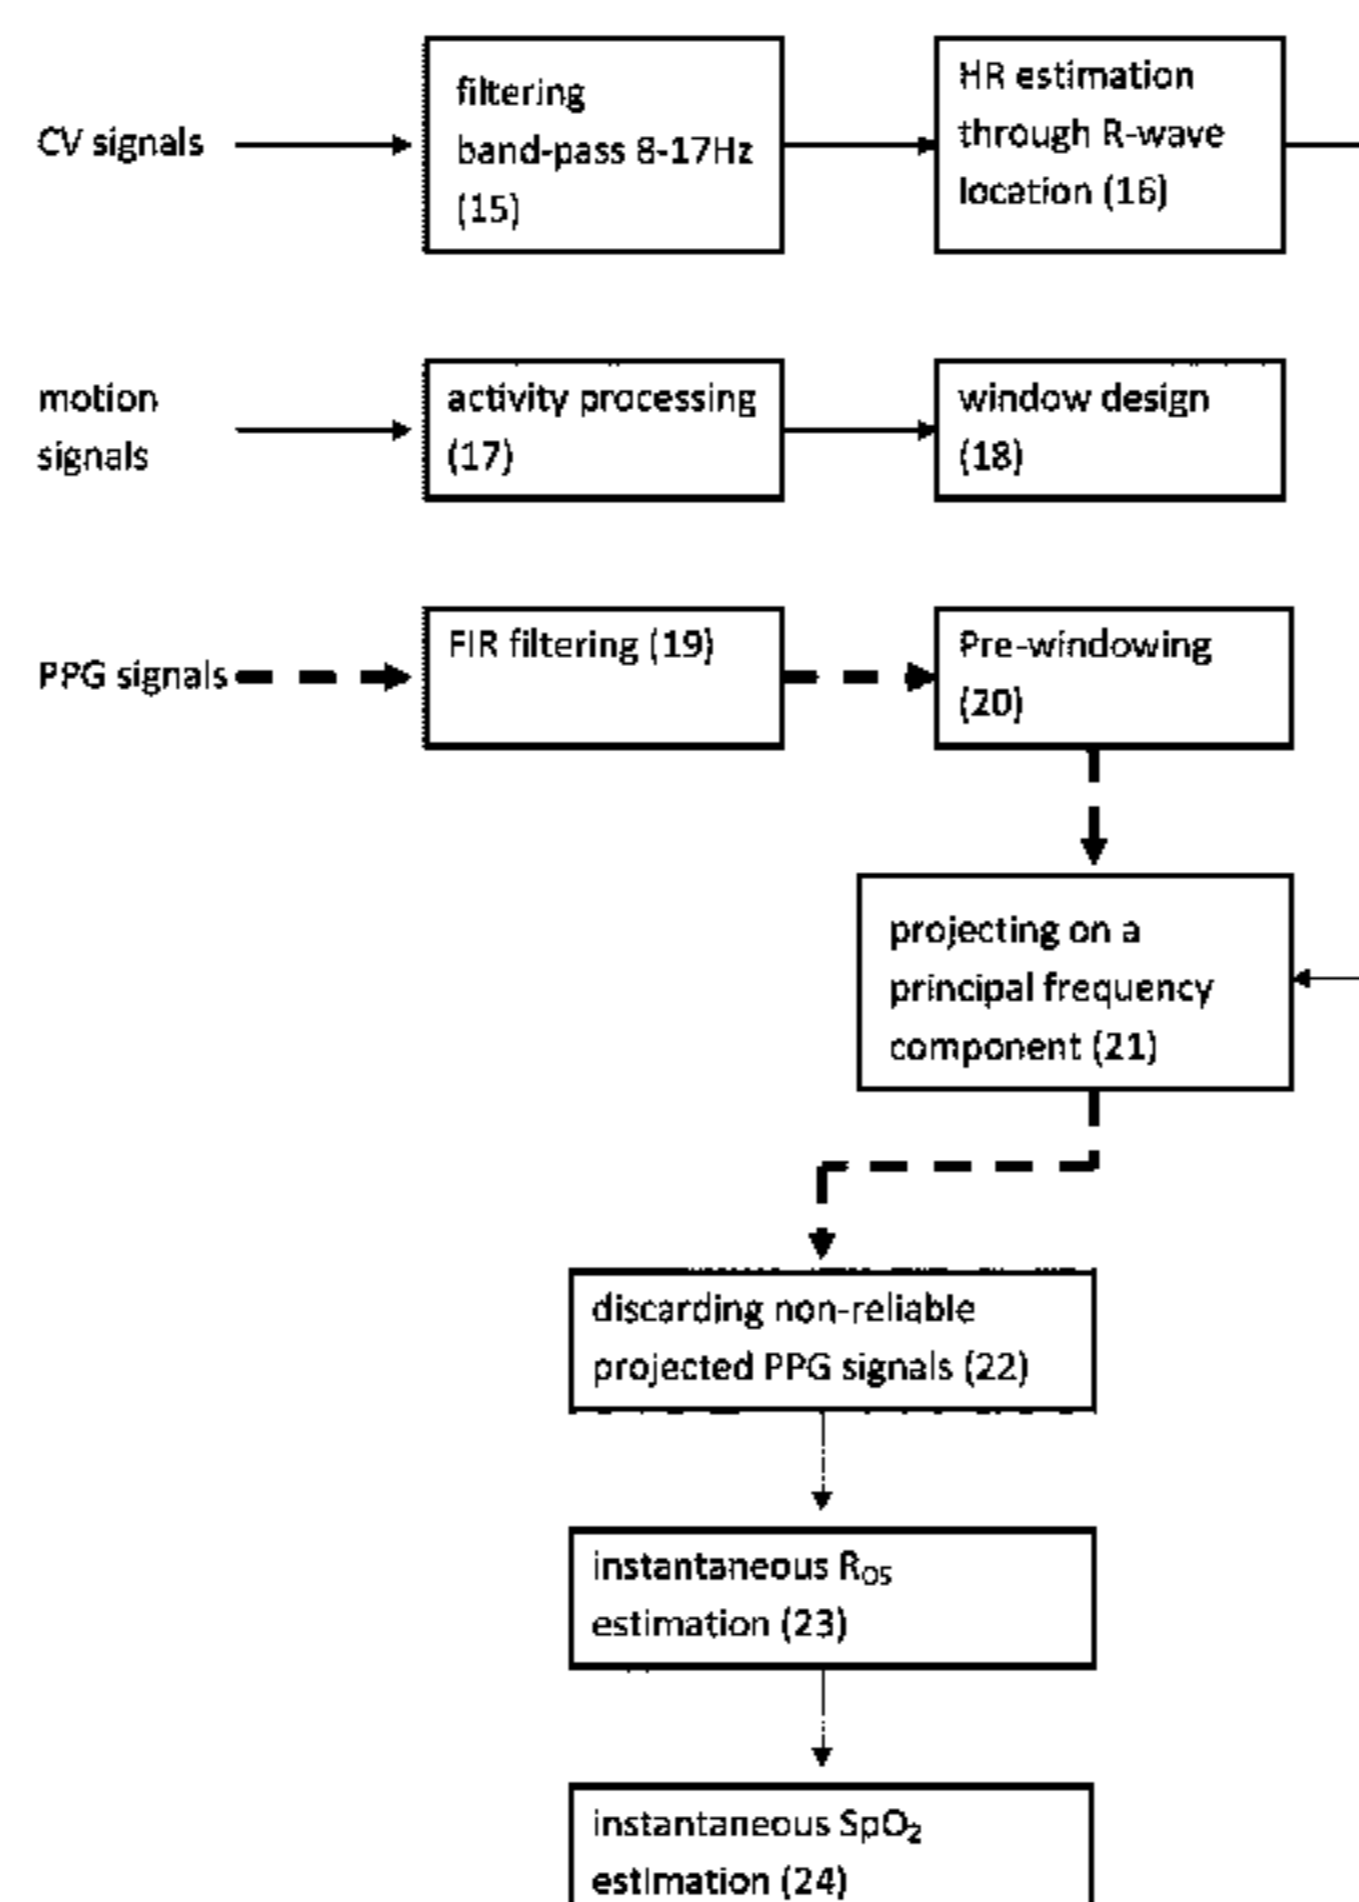 CV signals
filtering
band-pass 8-17Hz
(15)
HR estimation
through R-wave
location (16)
motion
signals
activity processing
(17)
window design
(18)
PPG signals
FIR filtering (19)
Pre-windowing
(20)
projecting on a
principal frequency
component (21)
discarding non-reliable
projected PPG signals (22)
instantaneous R_OS
estimation (23)
instantaneous SpO₂
estimation (24)